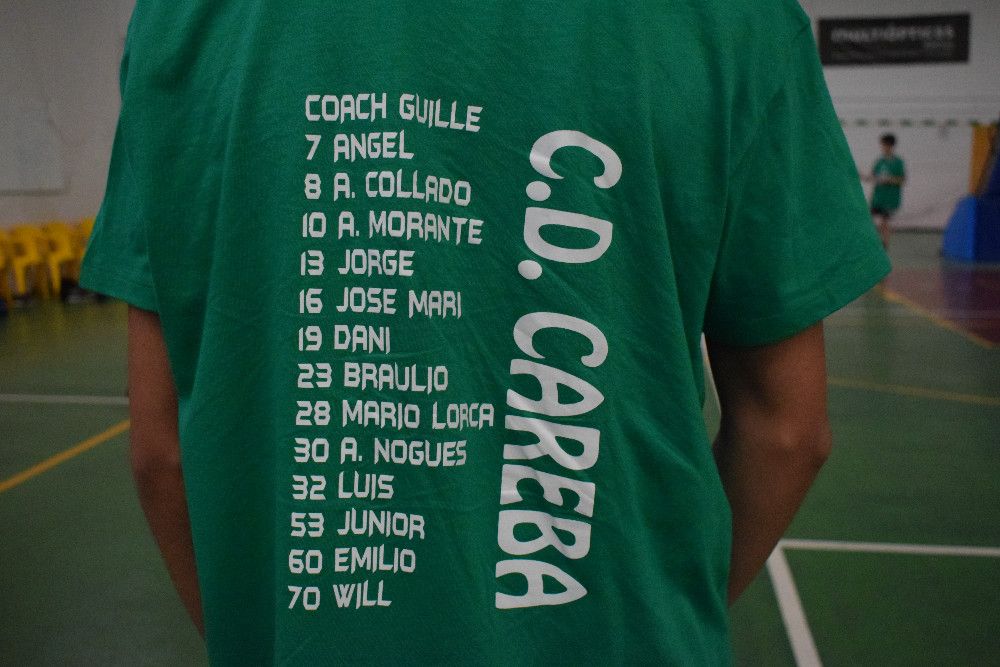 COACH GUILLE
7 ANGEL
8 A. COLLADO
10 A. MORANTE
13 JORGE
16 JOSE MARI
19 DANI
23 BRAULIO
28 MARIO LORCA
30 A. NOGUES
32 LUIS
53 JUNIOR
60 EMILIO
70 WILL
C.D. CAREBA